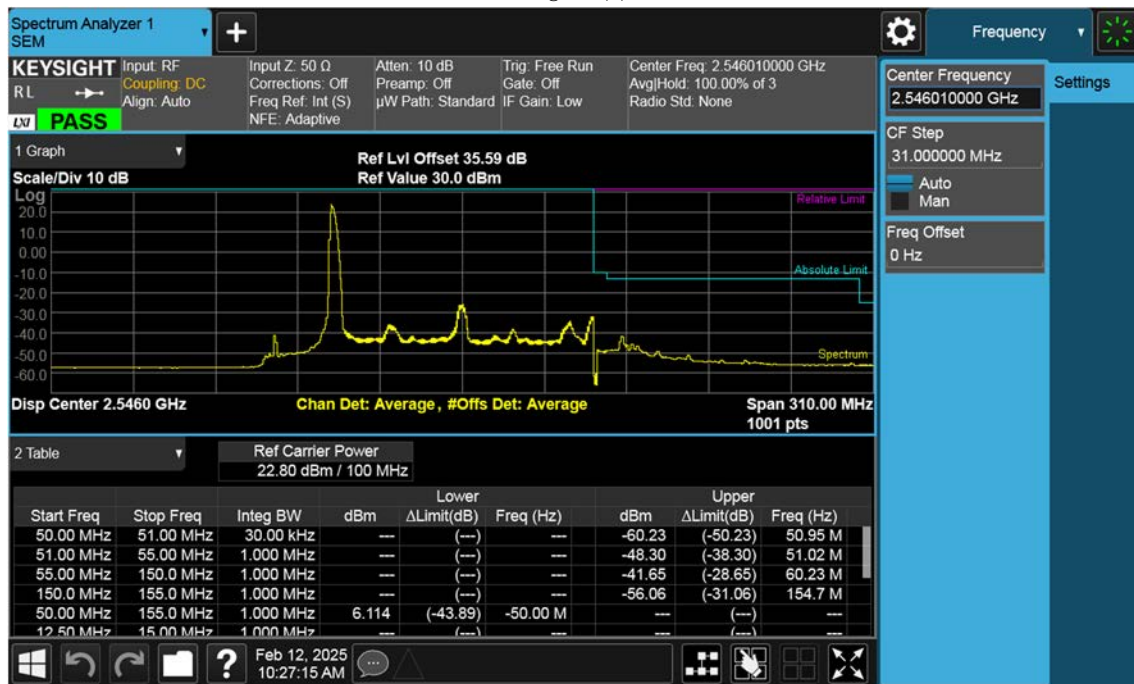 Spectrum Analyzer 1
SEM
Frequency
KEYSIGHT
RL
LXI
PASS
Input: RF
Coupling: DC
Align: Auto
Input Z: 50 Ω
Corrections: Off
Freq Ref: Int (S)
NFE: Adaptive
Atten: 10 dB
Preamp: Off
µW Path: Standard
Trig: Free Run
Gate: Off
IF Gain: Low
Center Freq: 2.546010000 GHz
Avg|Hold: 100.00% of 3
Radio Std: None
Center Frequency
2.546010000 GHz
Settings
CF Step
31.000000 MHz
Auto
Man
Freq Offset
0 Hz
1 Graph
Scale/Div 10 dB
Log
Ref Lvl Offset 35.59 dB
Ref Value 30.0 dBm
20.0
10.0
0.00
-10.0
-20.0
-30.0
-40.0
-50.0
-60.0
Relative Limit
Absolute Limit
Spectrum
Disp Center 2.5460 GHz
Chan Det: Average, #Offs Det: Average
Span 310.00 MHz
1001 pts
2 Table
Ref Carrier Power
22.80 dBm / 100 MHz
Lower Upper
Start Freq Stop Freq Integ BW dBm ΔLimit(dB) Freq (Hz) dBm ΔLimit(dB) Freq (Hz)
50.00 MHz 51.00 MHz 30.00 kHz --- (---) --- -60.23 (-50.23) 50.95 M
51.00 MHz 55.00 MHz 1.000 MHz --- (---) --- -48.30 (-38.30) 51.02 M
55.00 MHz 150.0 MHz 1.000 MHz --- (---) --- -41.65 (-28.65) 60.23 M
150.0 MHz 155.0 MHz 1.000 MHz --- (---) --- -56.06 (-31.06) 154.7 M
50.00 MHz 155.0 MHz 1.000 MHz 6.114 (-43.89) -50.00 M --- (---) ---
12.50 MHz 15.00 MHz 1.000 MHz --- (---) --- --- (---) ---
Feb 12, 2025
10:27:15 AM